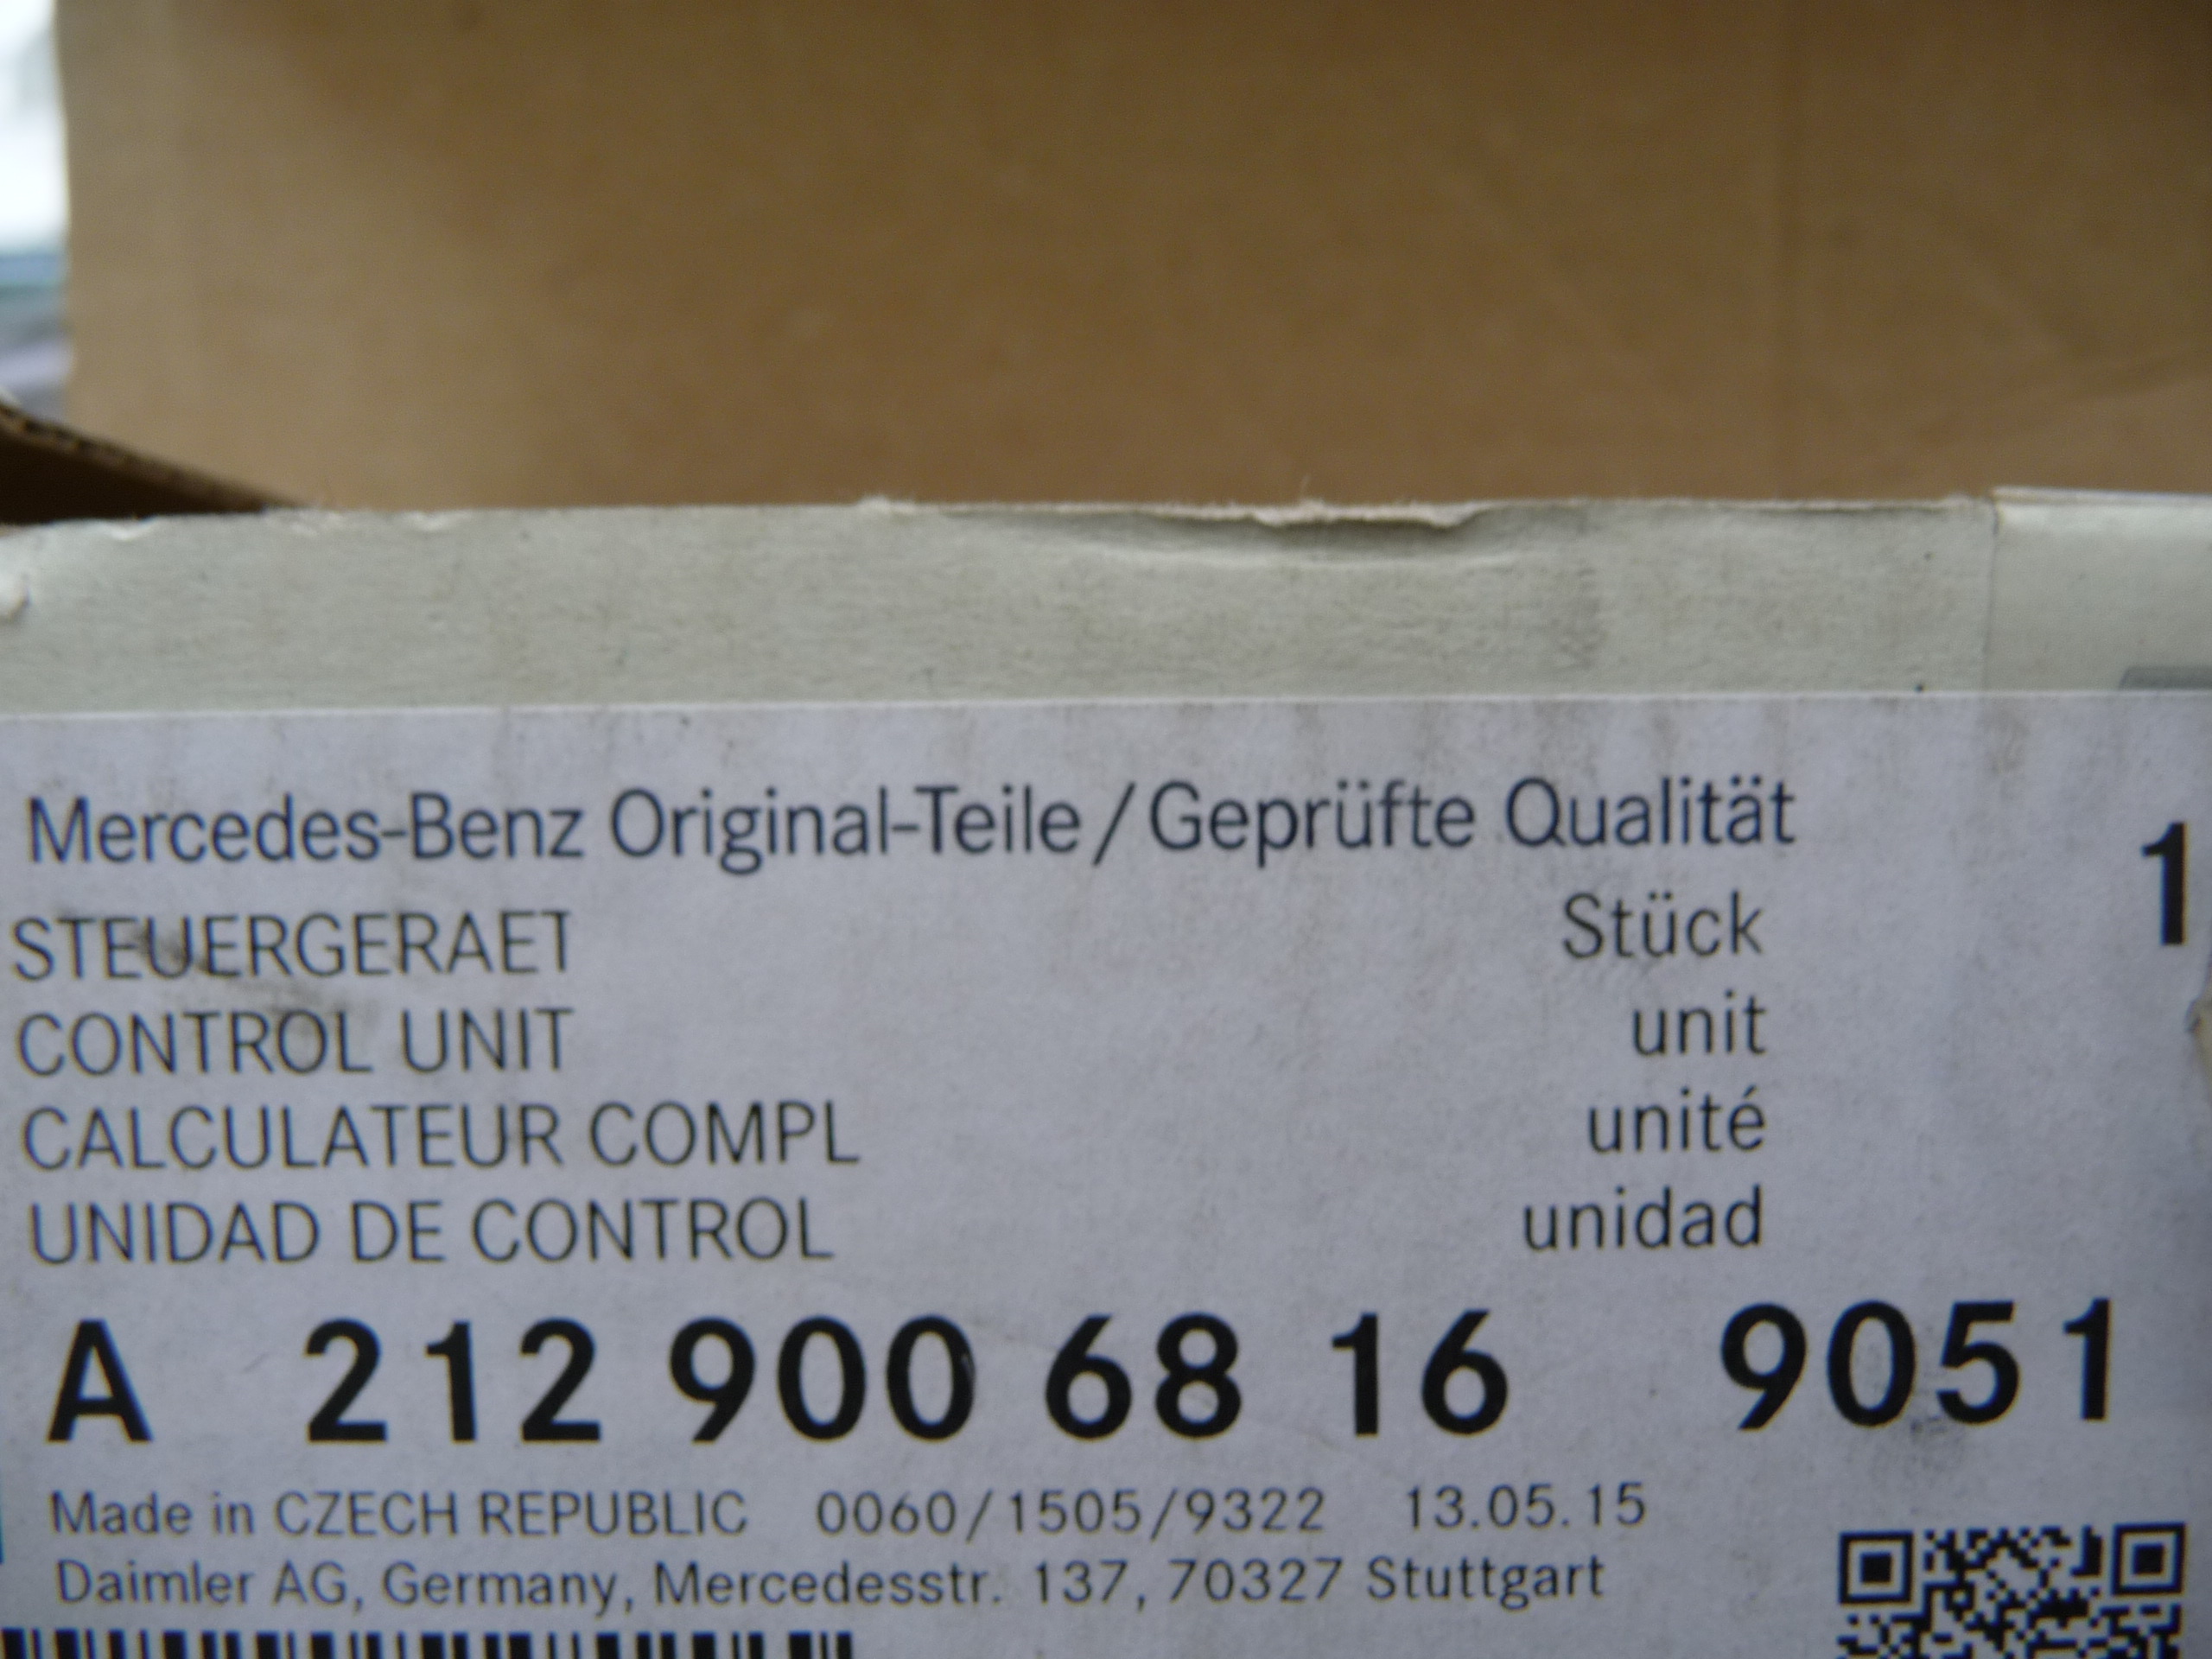 Mercedes-Benz Original-Teile/Geprüfte Qualität 1
STEUERGERAET Stück
CONTROL UNIT unit
CALCULATEUR COMPL unité
UNIDAD DE CONTROL unidad
A 212 900 68 16 9051
Made in CZECH REPUBLIC 0060/1505/9322 13.05.15
Daimler AG, Germany, Mercedesstr. 137, 70327 Stuttgart